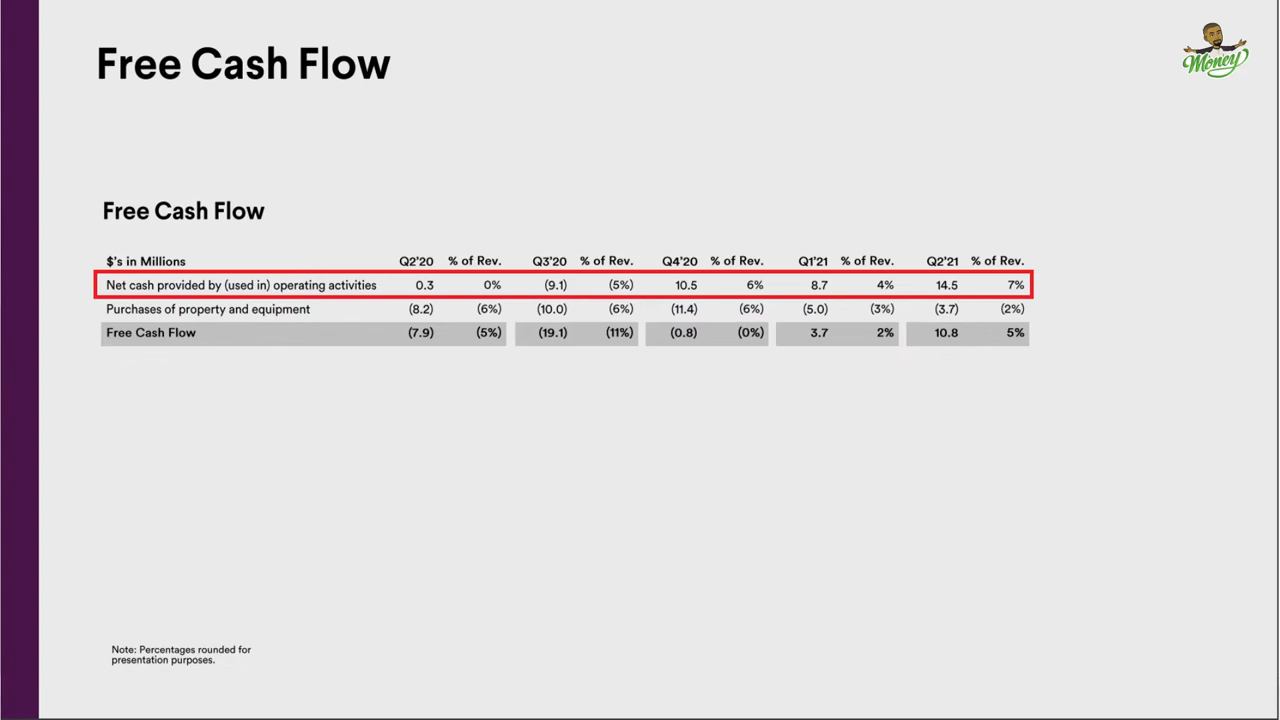 Free Cash Flow
Money
Free Cash Flow
$'s in Millions Q2'20 % of Rev. Q3'20 % of Rev. Q4'20 % of Rev. Q1'21 % of Rev. Q2'21 % of Rev.
Net cash provided by (used in) operating activities 0.3 0% (9.1) (5%) 10.5 6% 8.7 4% 14.5 7%
Purchases of property and equipment (8.2) (6%) (10.0) (6%) (11.4) (6%) (5.0) (3%) (3.7) (2%)
Free Cash Flow (7.9) (5%) (19.1) (11%) (0.8) (0%) 3.7 2% 10.8 5%
Note: Percentages rounded for
presentation purposes.